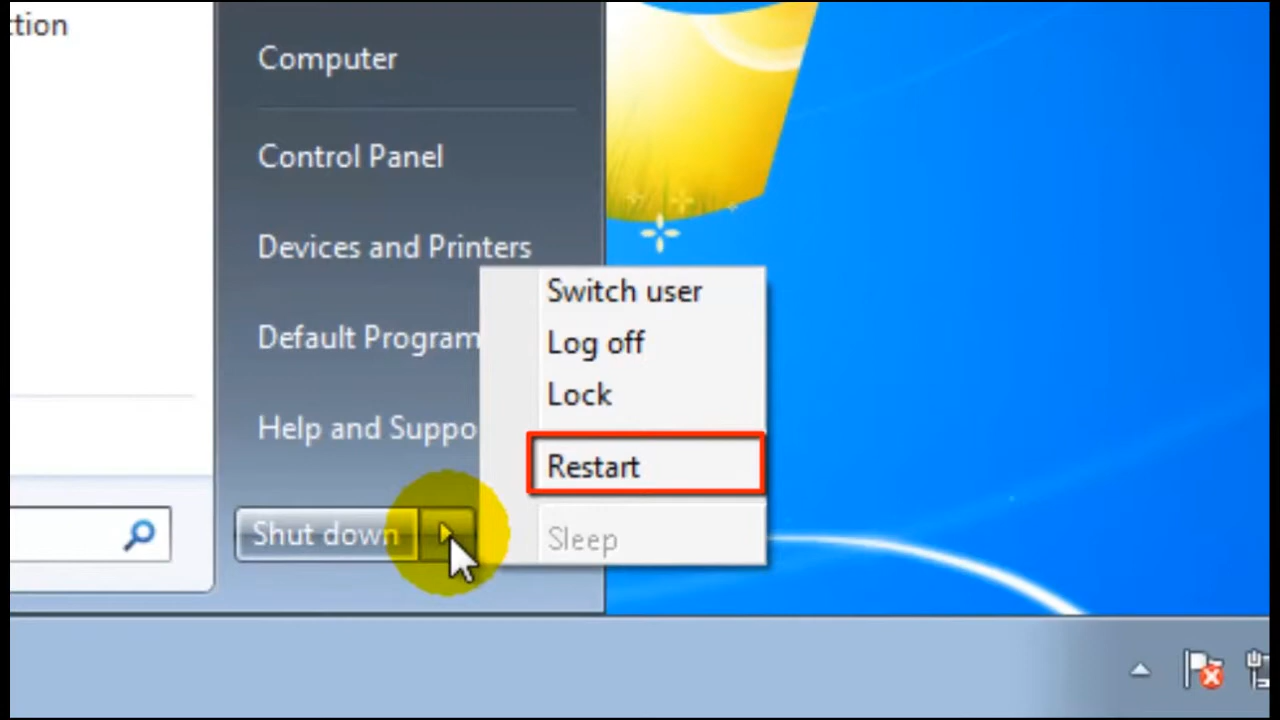 ction
Computer
Control Panel
Devices and Printers
Default Program
Help and Suppo
Switch user
Log off
Lock
Restart
Sleep
Shut down